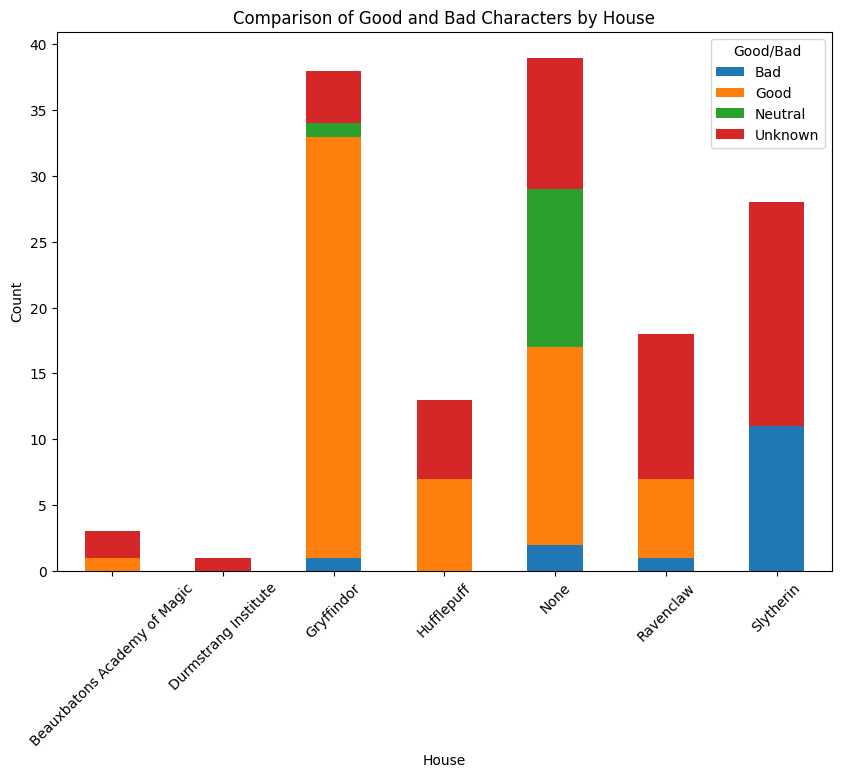 Comparison of Good and Bad Characters by House
40
35
30
25
20
15
10
5
0
Count
Good/Bad
Bad
Good
Neutral
Unknown
Beauxbatons Academy of Magic
Durmstrang Institute
Gryffindor
Hufflepuff
None
Ravenclaw
Slytherin
House